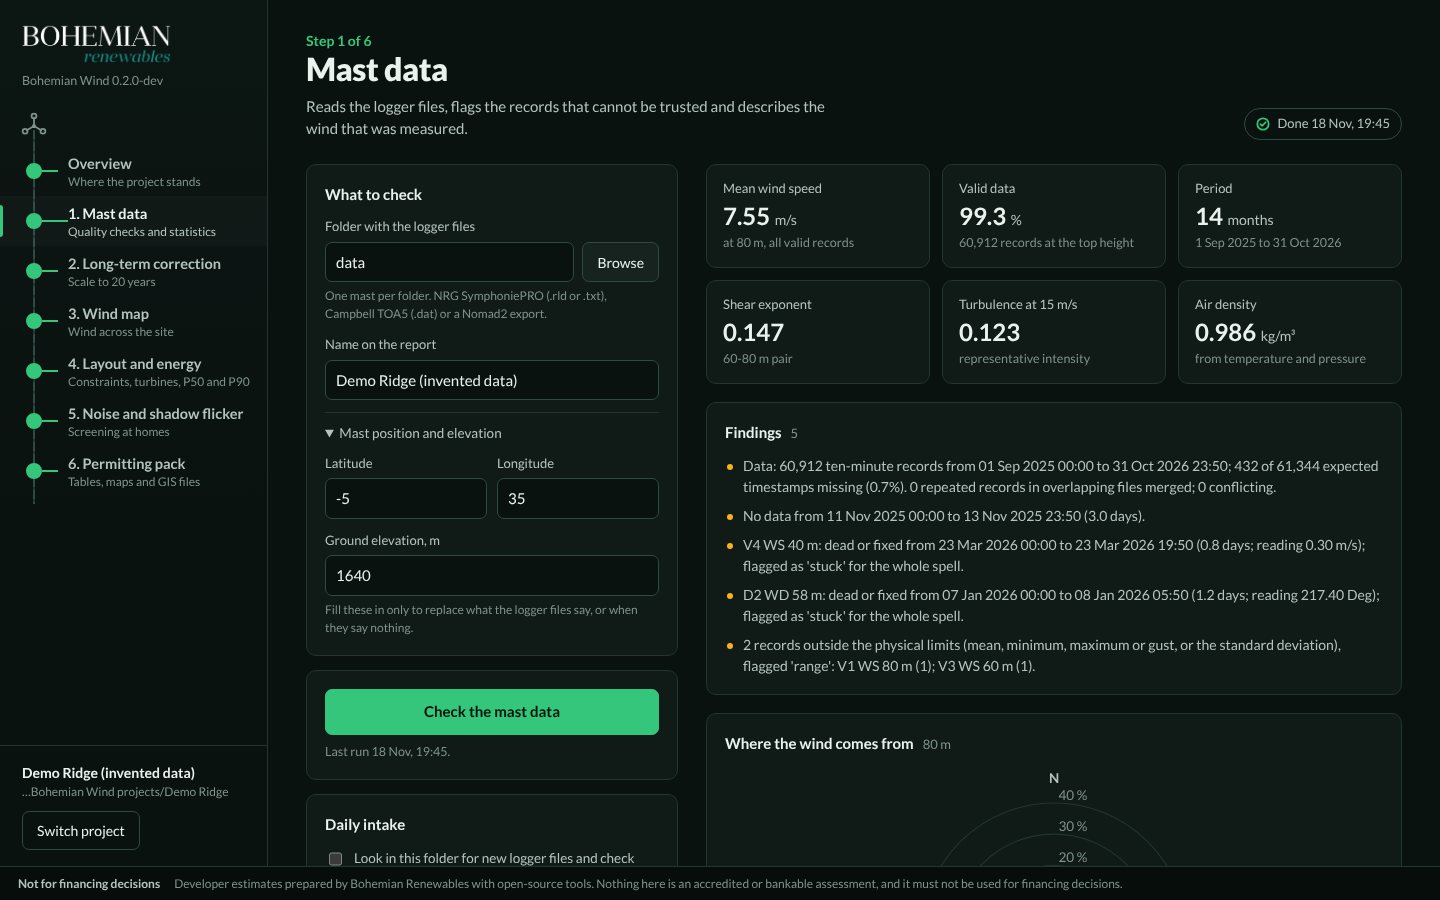 BOHEMIAN
renewables
Bohemian Wind 0.2.0-dev
Overview
Where the project stands
1. Mast data
Quality checks and statistics
2. Long-term correction
Scale to 20 years
3. Wind map
Wind across the site
4. Layout and energy
Constraints, turbines, P50 and P90
5. Noise and shadow flicker
Screening at homes
6. Permitting pack
Tables, maps and GIS files
Demo Ridge (invented data)
...Bohemian Wind projects/Demo Ridge
Switch project
Step 1 of 6
Mast data
Reads the logger files, flags the records that cannot be trusted and describes the
wind that was measured.
Done 18 Nov, 19:45
What to check
Folder with the logger files
data
Browse
One mast per folder. NRG SymphoniePRO (.rld or .txt),
Campbell TOA5 (.dat) or a Nomad2 export.
Name on the report
Demo Ridge (invented data)
Mast position and elevation
Latitude
Longitude
-5
35
Ground elevation, m
1640
Fill these in only to replace what the logger files say, or when
they say nothing.
Check the mast data
Last run 18 Nov, 19:45.
Daily intake
Look in this folder for new logger files and check
Mean wind speed
7.55 m/s
at 80 m, all valid records
Valid data
99.3 %
60,912 records at the top height
Period
14 months
1 Sep 2025 to 31 Oct 2026
Shear exponent
0.147
60-80 m pair
Turbulence at 15 m/s
0.123
representative intensity
Air density
0.986 kg/m³
from temperature and pressure
Findings 5
Data: 60,912 ten-minute records from 01 Sep 2025 00:00 to 31 Oct 2026 23:50; 432 of 61,344 expected
timestamps missing (0.7%). 0 repeated records in overlapping files merged; 0 conflicting.
No data from 11 Nov 2025 00:00 to 13 Nov 2025 23:50 (3.0 days).
V4 WS 40 m: dead or fixed from 23 Mar 2026 00:00 to 23 Mar 2026 19:50 (0.8 days; reading 0.30 m/s);
flagged as 'stuck' for the whole spell.
D2 WD 58 m: dead or fixed from 07 Jan 2026 00:00 to 08 Jan 2026 05:50 (1.2 days; reading 217.40 Deg);
flagged as 'stuck' for the whole spell.
2 records outside the physical limits (mean, minimum, maximum or gust, or the standard deviation),
flagged 'range': V1 WS 80 m (1); V3 WS 60 m (1).
Where the wind comes from 80 m
N
40 %
30 %
20 %
Not for financing decisions
Developer estimates prepared by Bohemian Renewables with open-source tools. Nothing here is an accredited or bankable assessment, and it must not be used for financing decisions.